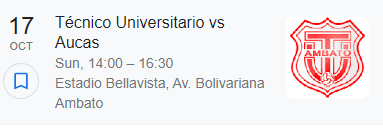 17
OCT
Técnico Universitario vs
Aucas
Sun, 14:00 – 16:30
Estadio Bellavista, Av. Bolivariana
Ambato
AMBATO